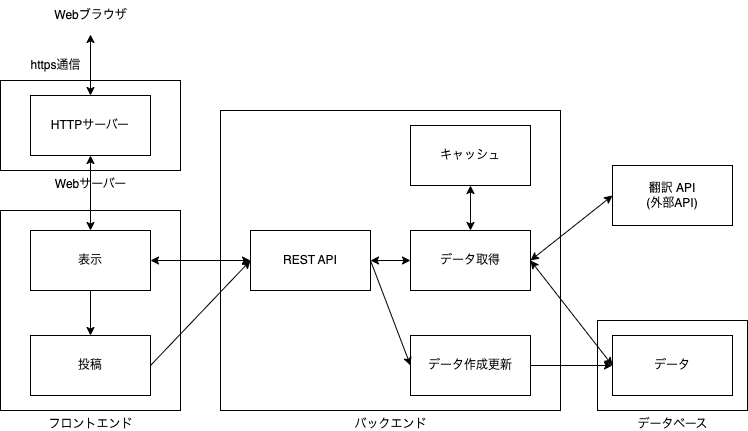 Webブラウザ
https通信
HTTPサーバー
Webサーバー
キャッシュ
翻訳 API
(外部API)
表示
REST API
データ取得
投稿
データ作成更新
データ
フロントエンド
バックエンド
データベース